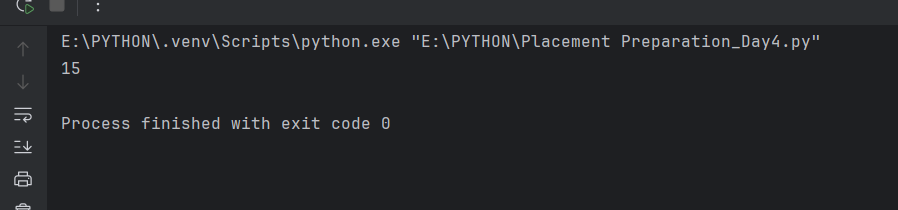 E:\PYTHON\.venv\Scripts\python.exe "E:\PYTHON\Placement Preparation_Day4.py"
15
Process finished with exit code 0